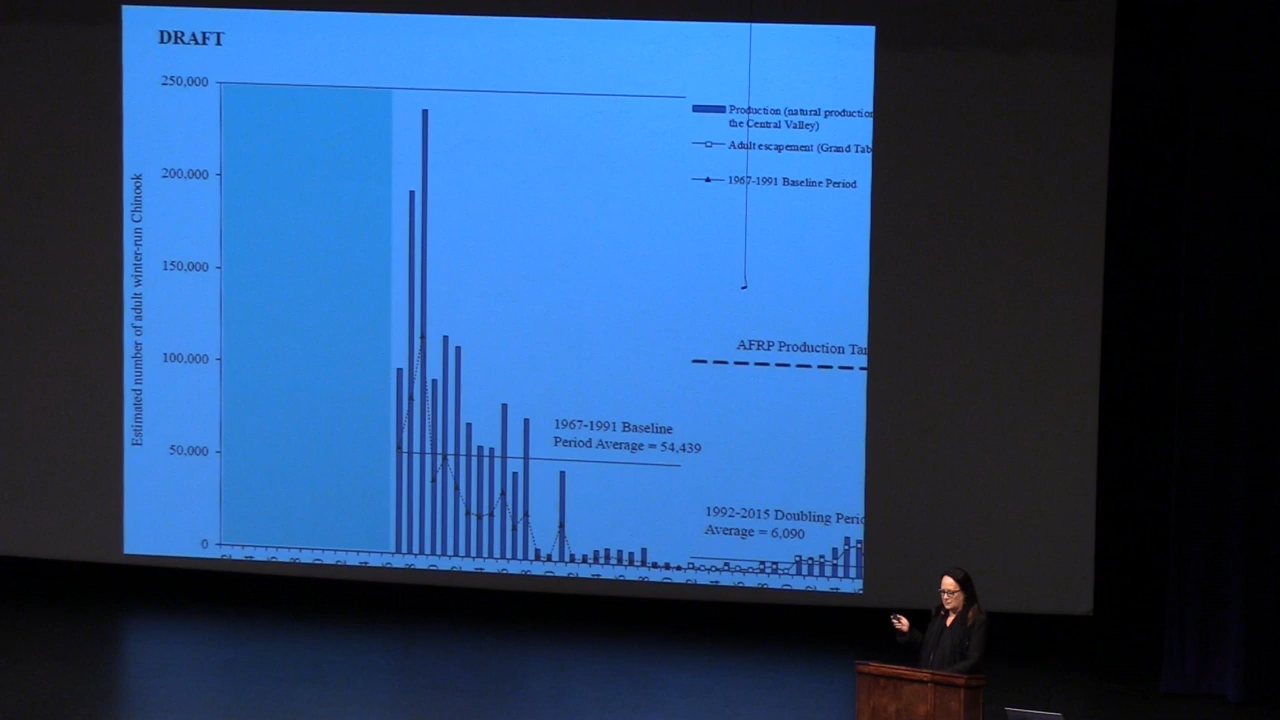 DRAFT
250,000
200,000
150,000
100,000
50,000
0
Estimated number of adult winter-run Chinook
Production (natural production
the Central Valley)
Adult escapement (Grand Tab
1967-1991 Baseline Period
AFRP Production Tar
1967-1991 Baseline
Period Average = 54,439
1992-2015 Doubling Perio
Average = 6,090